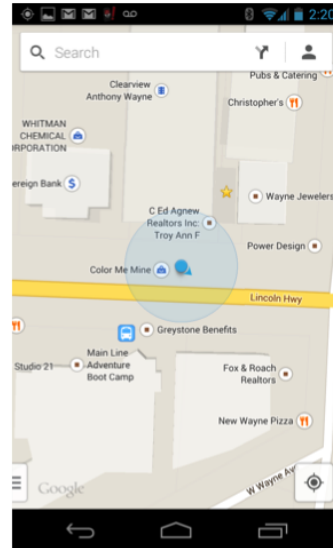 2:20
Search
Pubs & Catering
Clearview
Anthony Wayne
Christopher's
WHITMAN
CHEMICAL
ORPORATION
ereign Bank
Wayne Jewelers
C Ed Agnew
Realtors Inc:
Troy Ann F
Power Design
Color Me Mine
Lincoln Hwy
Greystone Benefits
Main Line
Adventure
Boot Camp
Studio 21
Fox & Roach
Realtors
New Wayne Pizza
W Wayne Av
Google